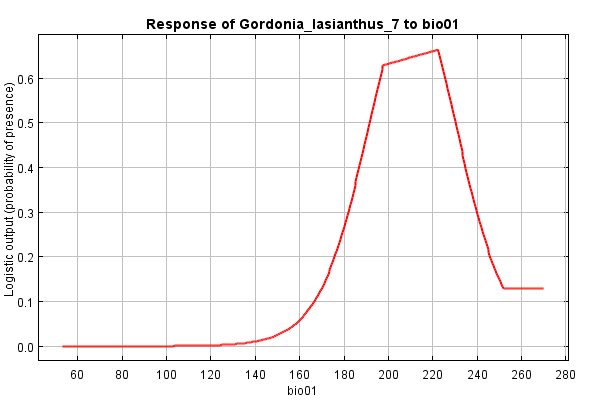 Response of Gordonia_lasianthus_7 to bio01
Logistic output (probability of presence)
0.6
0.5
0.4
0.3
0.2
0.1
0.0
60 80 100 120 140 160 180 200 220 240 260 280
bio01